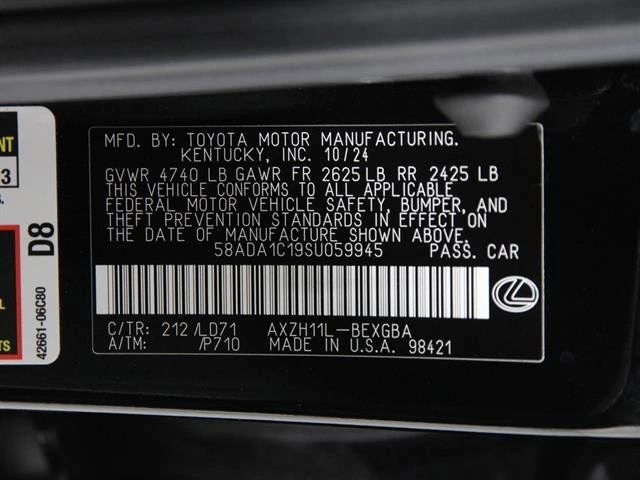 MFD. BY: TOYOTA MOTOR MANUFACTURING.
KENTUCKY, INC. 10/24
GVWR 4740 LB GAWR FR 2625 LB RR 2425 LB
THIS VEHICLE CONFORMS TO ALL APPLICABLE
FEDERAL MOTOR VEHICLE SAFETY, BUMPER, AND
THEFT PREVENTION STANDARDS IN EFFECT ON
THE DATE OF MANUFACTURE SHOWN ABOVE.
58ADA1C19SU059945 PASS. CAR
C/TR: 212 /LD71 AXZH11L-BEXGBA
A/TM: /P710 MADE IN U.S.A. 98421
D8
42661-06C80